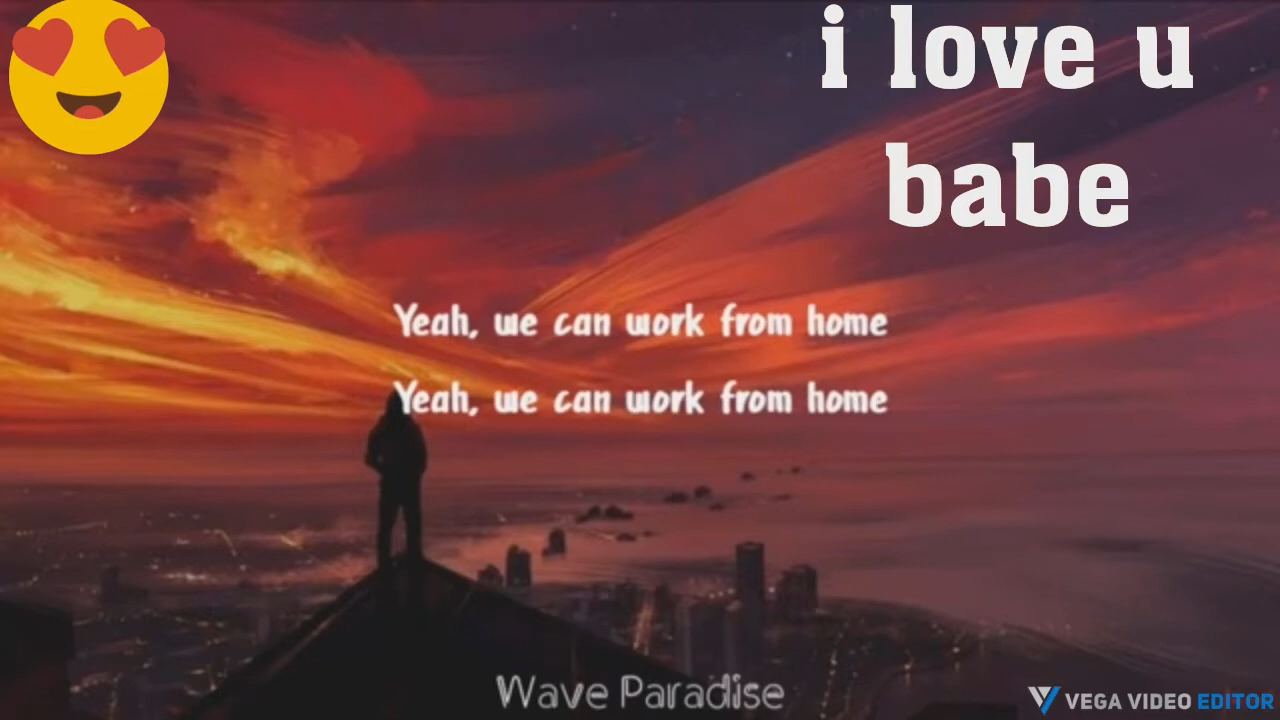 i love u
babe
Yeah, we can work from home
Yeah, we can work from home
Wave Paradise
VEGA VIDEO EDITOR